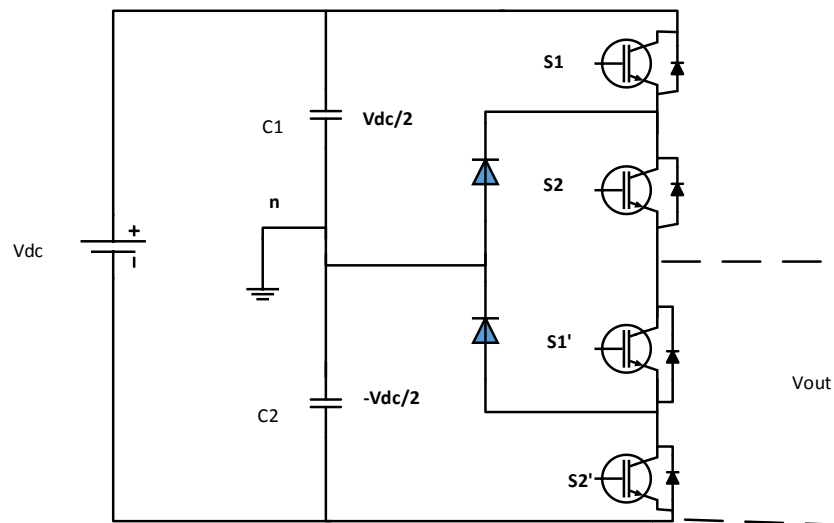 S1
Vdc/2
C1
S2
n
+
Vdc
S1'
Vout
-Vdc/2
C2
S2'